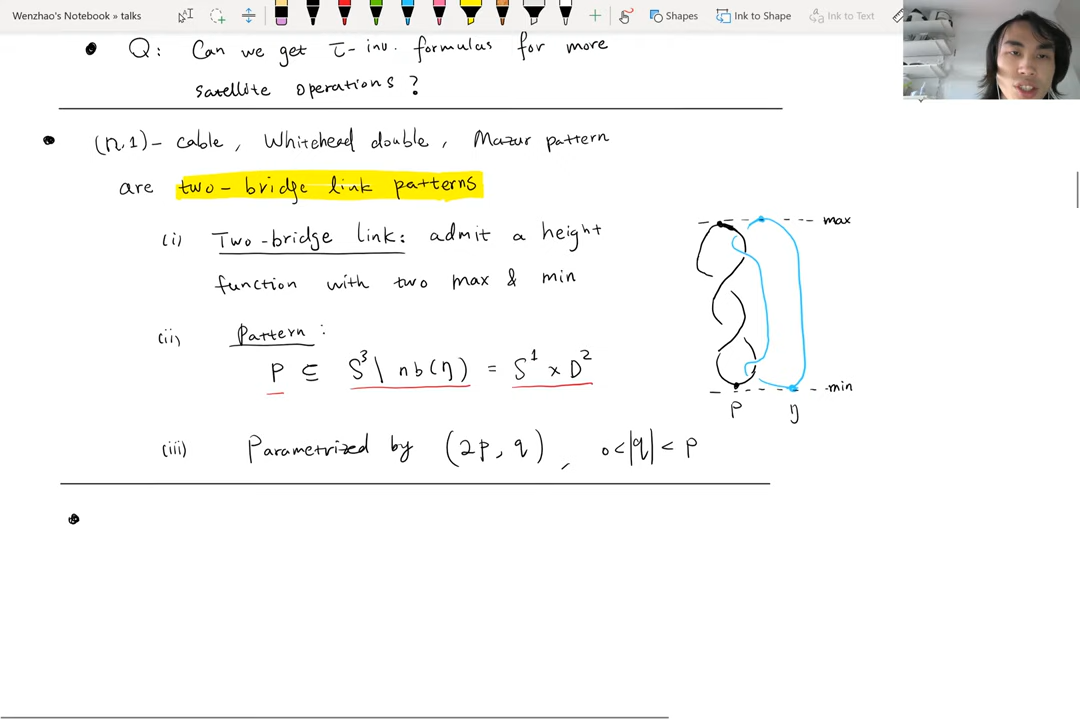 Wenzhao's Notebook » talks
Shapes
Ink to Shape
Ink to Text
Q: Can we get τ-inv. formulas for more
satellite operations ?
(n,1)- cable, Whitehead double, Mazur pattern
are two-bridge link patterns
(i) Two-bridge link: admit a height
function with two max & min
(ii) Pattern:
P ⊆ S³ \ nb(η) = S¹ × D²
(iii) Parametrized by (2p, q), 0<|q|< p
max
min
P η